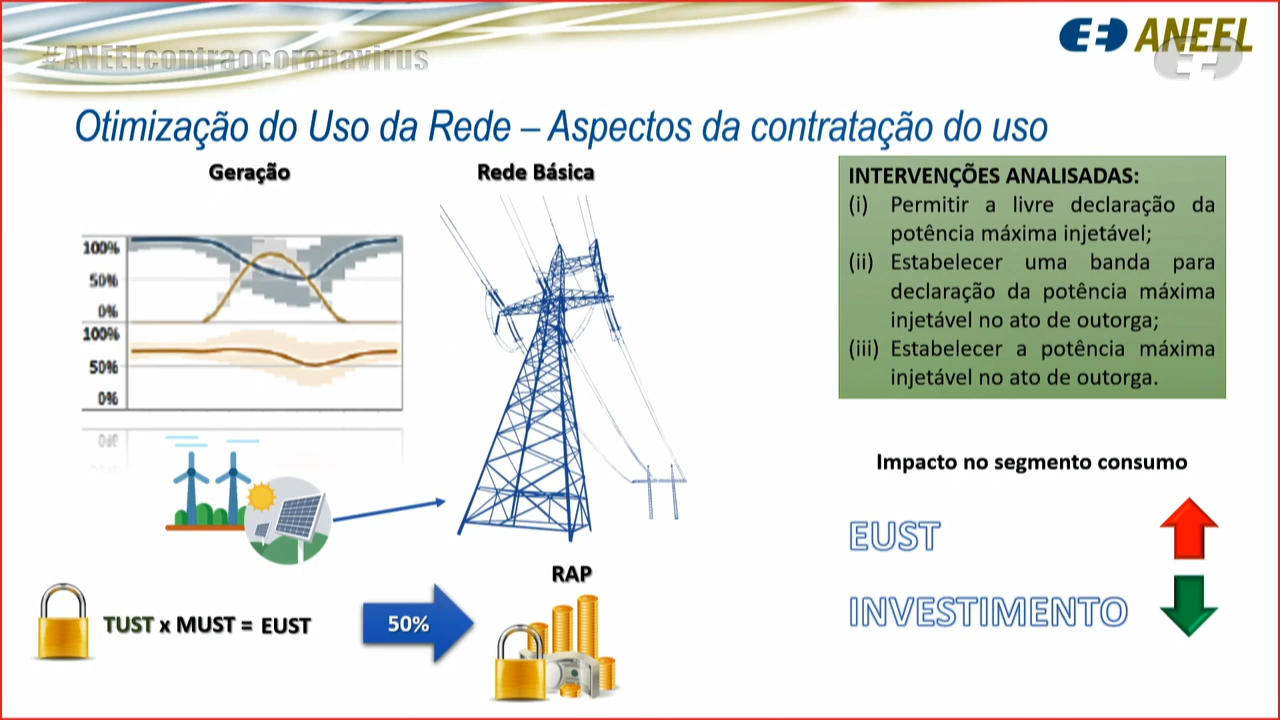 #ANEELcontraocoronavirus
ANEEL
Otimização do Uso da Rede – Aspectos da contratação do uso
Geração
Rede Básica
100%
50%
0%
100%
50%
0%
INTERVENÇÕES ANALISADAS:
(i) Permitir a livre declaração da
potência máxima injetável;
(ii) Estabelecer uma banda para
declaração da potência máxima
injetável no ato de outorga;
(iii) Estabelecer a potência máxima
injetável no ato de outorga.
Impacto no segmento consumo
EUST
INVESTIMENTO
RAP
TUST x MUST = EUST
50%